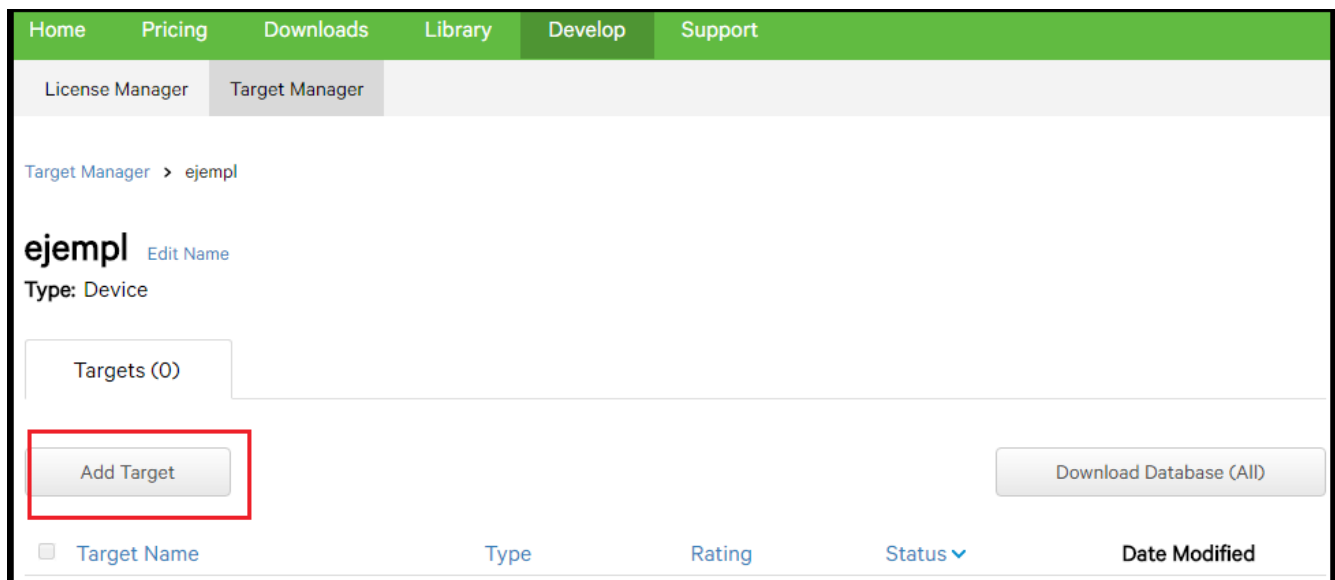 Home Pricing Downloads Library Develop Support
License Manager Target Manager
Target Manager > ejempl
ejempl Edit Name
Type: Device
Targets (0)
Add Target Download Database (All)
Target Name Type Rating Status Date Modified